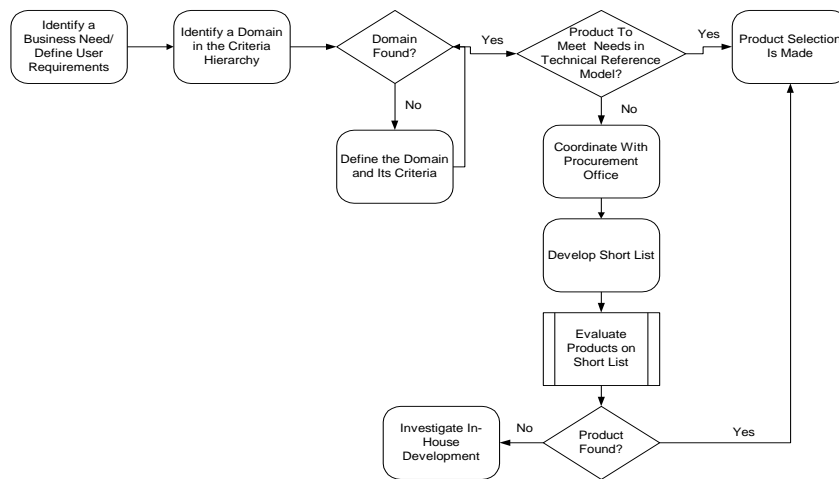 Identify a
Business Need/
Define User
Requirements
Identify a Domain
in the Criteria
Hierarchy
Domain
Found?
Yes
Product To
Meet Needs in
Technical Reference
Model?
Yes
Product Selection
Is Made
No
No
Define the Domain
and Its Criteria
Coordinate With
Procurement
Office
Develop Short List
Evaluate
Products on
Short List
Investigate In-
House
Development
No
Product
Found?
Yes